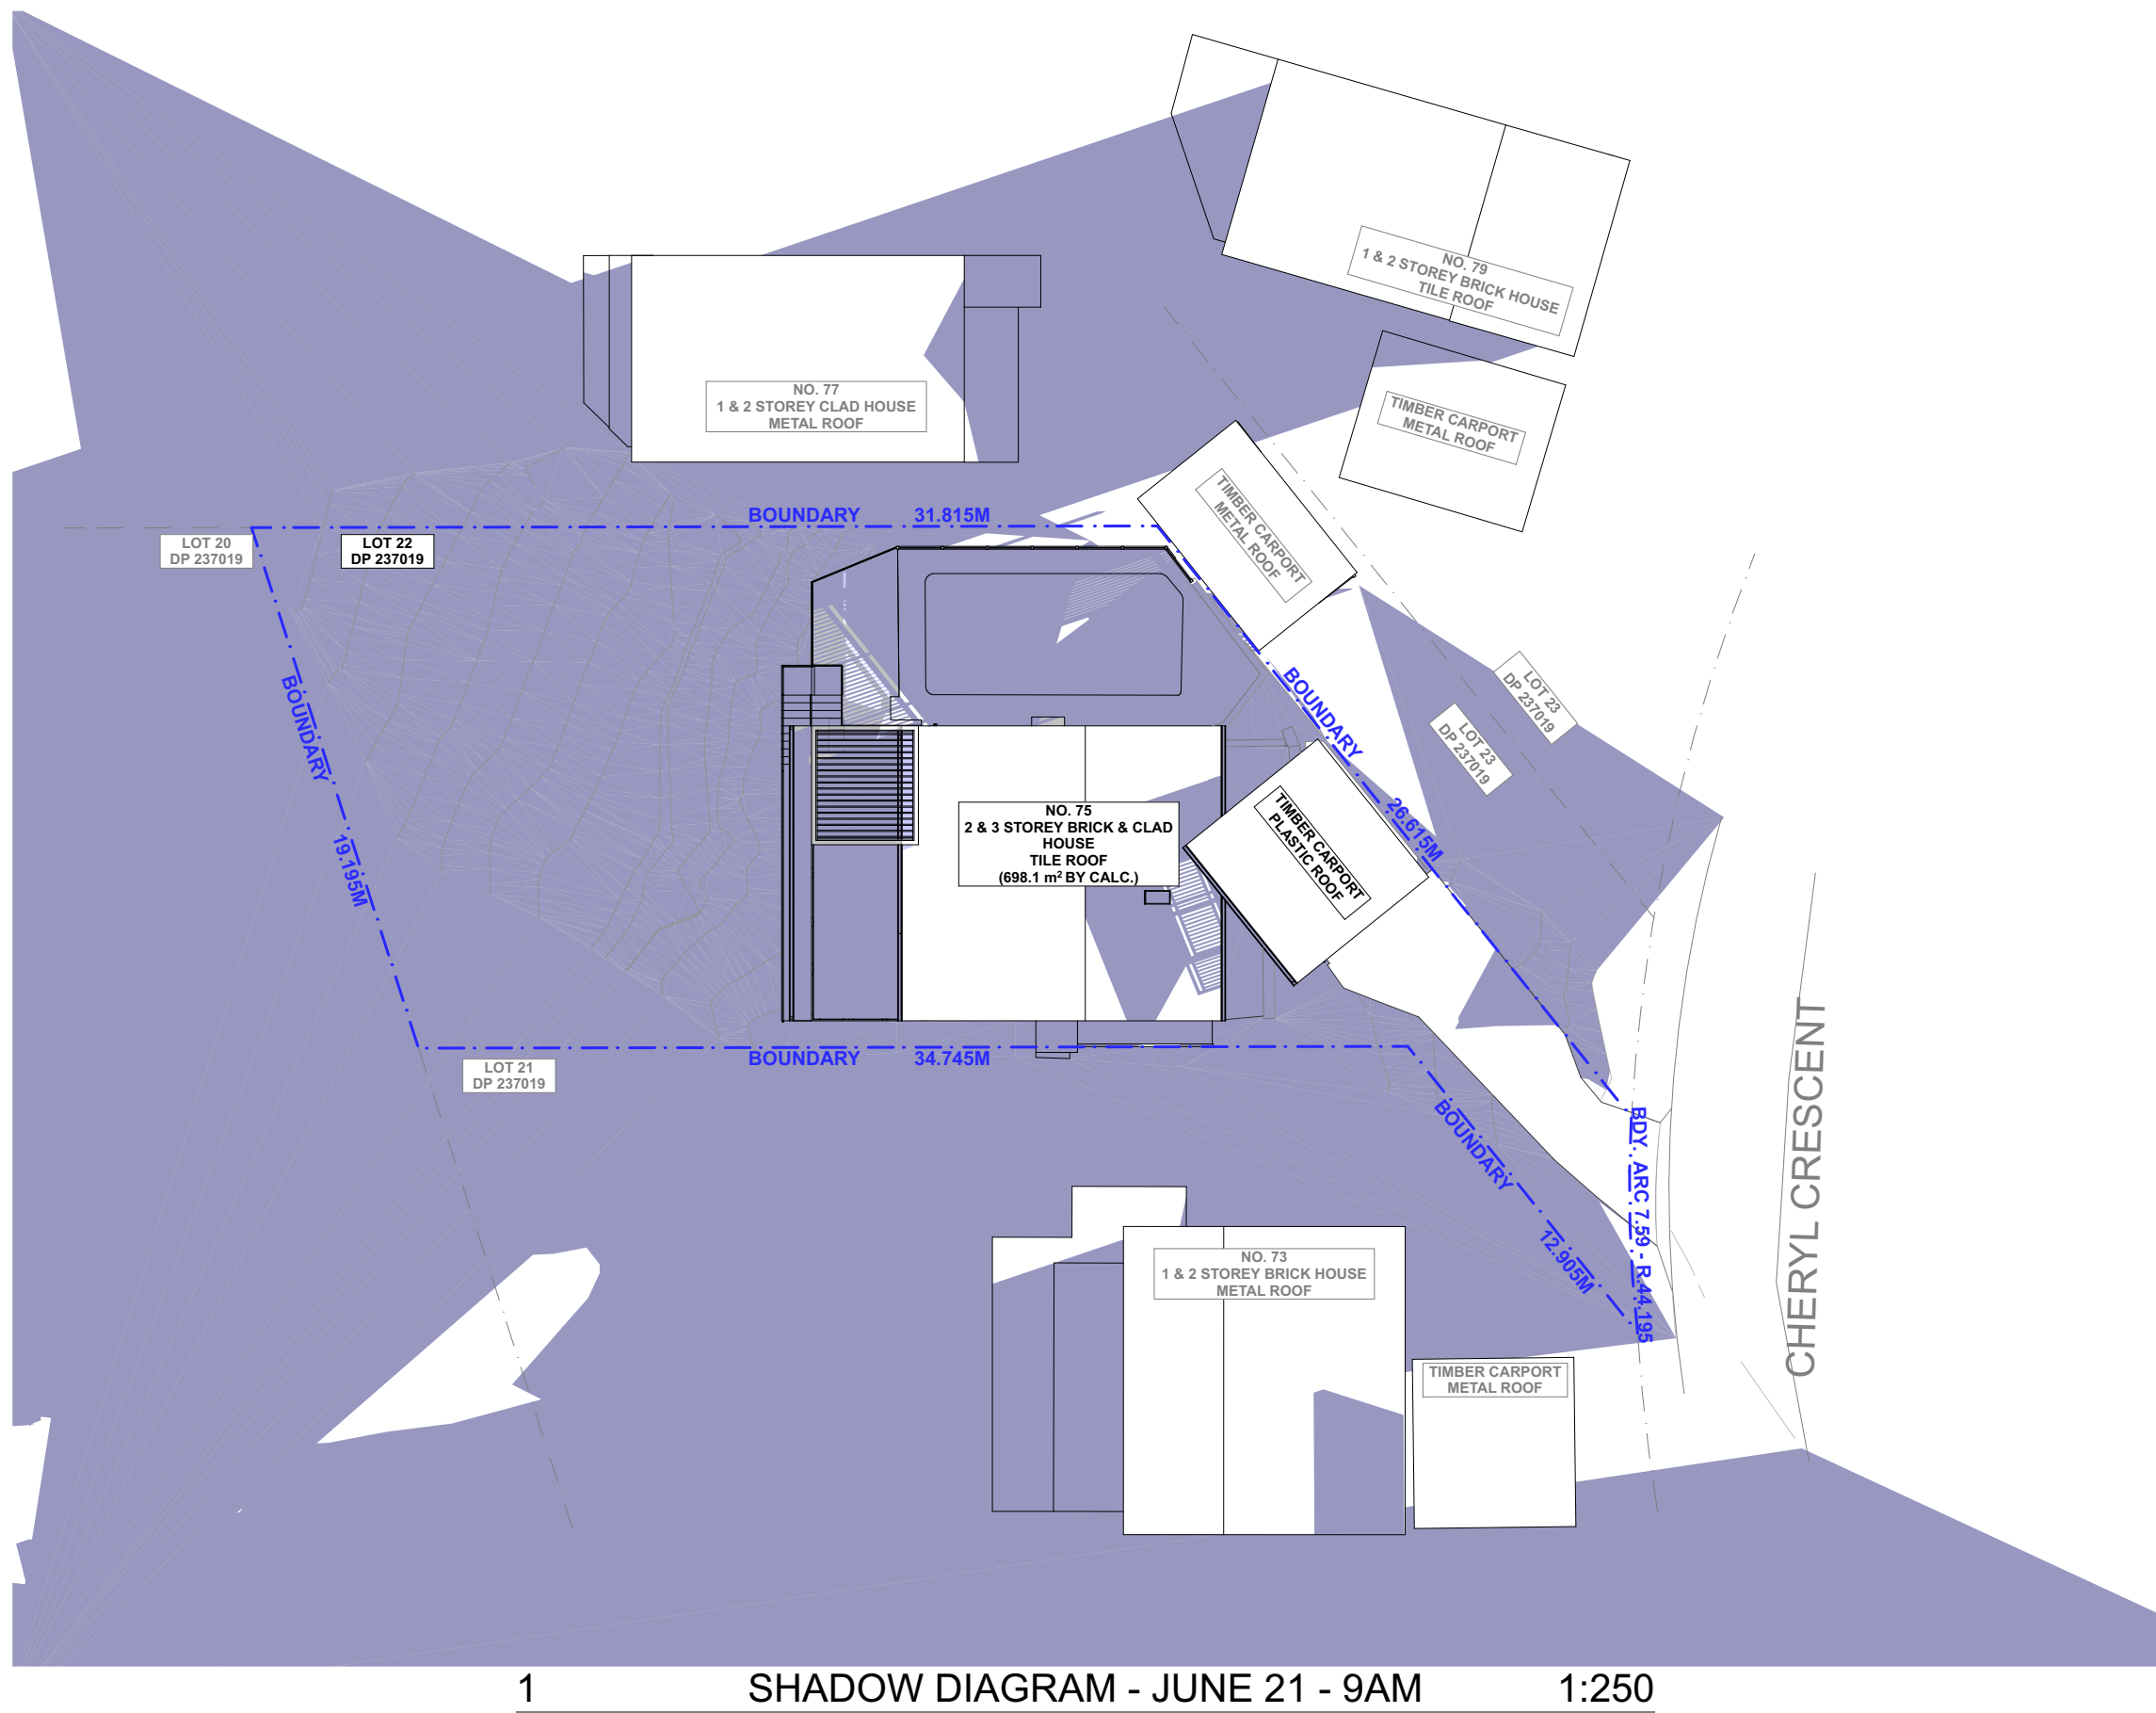 NO. 79
1 & 2 STOREY BRICK HOUSE
TILE ROOF
NO. 77
1 & 2 STOREY CLAD HOUSE
METAL ROOF
TIMBER CARPORT
METAL ROOF
TIMBER CARPORT
METAL ROOF
BOUNDARY 31.815M
LOT 20
DP 237019
LOT 22
DP 237019
BOUNDARY
19.195M
BOUNDARY
26.615M
LOT 23
DP 237019
LOT 23
DP 237019
NO. 75
2 & 3 STOREY BRICK & CLAD
HOUSE
TILE ROOF
(698.1 m² BY CALC.)
TIMBER CARPORT
PLASTIC ROOF
BOUNDARY 34.745M
LOT 21
DP 237019
BOUNDARY
12.905M
BDY. ARC 7.59 - R.44.195
CHERYL CRESCENT
NO. 73
1 & 2 STOREY BRICK HOUSE
METAL ROOF
TIMBER CARPORT
METAL ROOF
1 SHADOW DIAGRAM - JUNE 21 - 9AM 1:250